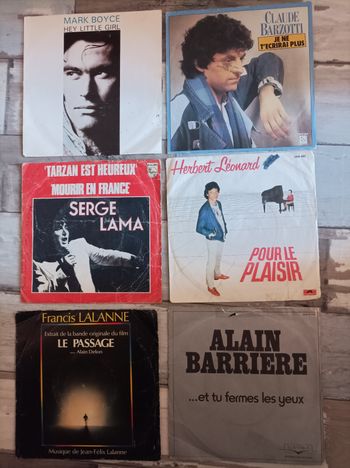 MARK BOYCE
HEY LITTLE GIRL
CLAUDE
BARZOTTI
JE NE
T'ECRIRAI PLUS
'TARZAN EST HEUREUX'
'MOURIR EN FRANCE'
SERGE
LAMA
Herbert Léonard
POUR LE
PLAISIR
Francis LALANNE
Extrait de la bande originale du film
LE PASSAGE
Alain Delon
Musique de Jean-Félix Lalanne
ALAIN
BARRIERE
...et tu fermes les yeux